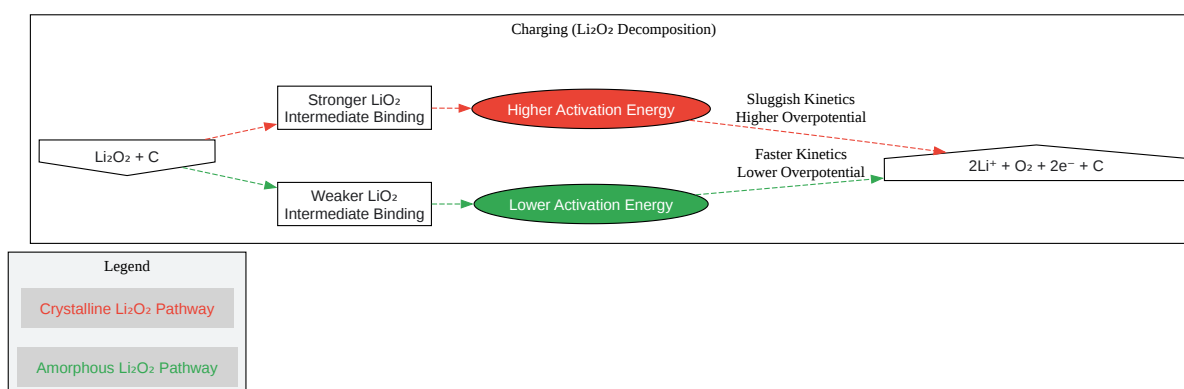 Charging (Li₂O₂ Decomposition)
Stronger LiO₂
Intermediate Binding
Higher Activation Energy
Sluggish Kinetics
Higher Overpotential
Li₂O₂ + C
Faster Kinetics
Lower Overpotential
2Li⁺ + O₂ + 2e⁻ + C
Weaker LiO₂
Intermediate Binding
Lower Activation Energy
Legend
Crystalline Li₂O₂ Pathway
Amorphous Li₂O₂ Pathway